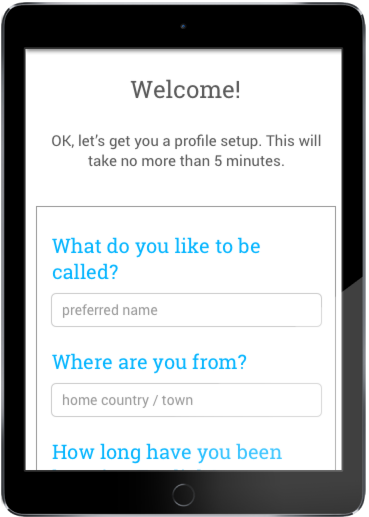 Welcome!
OK, let's get you a profile setup. This will
take no more than 5 minutes.
What do you like to be
called?
preferred name
Where are you from?
home country / town
How long have you been